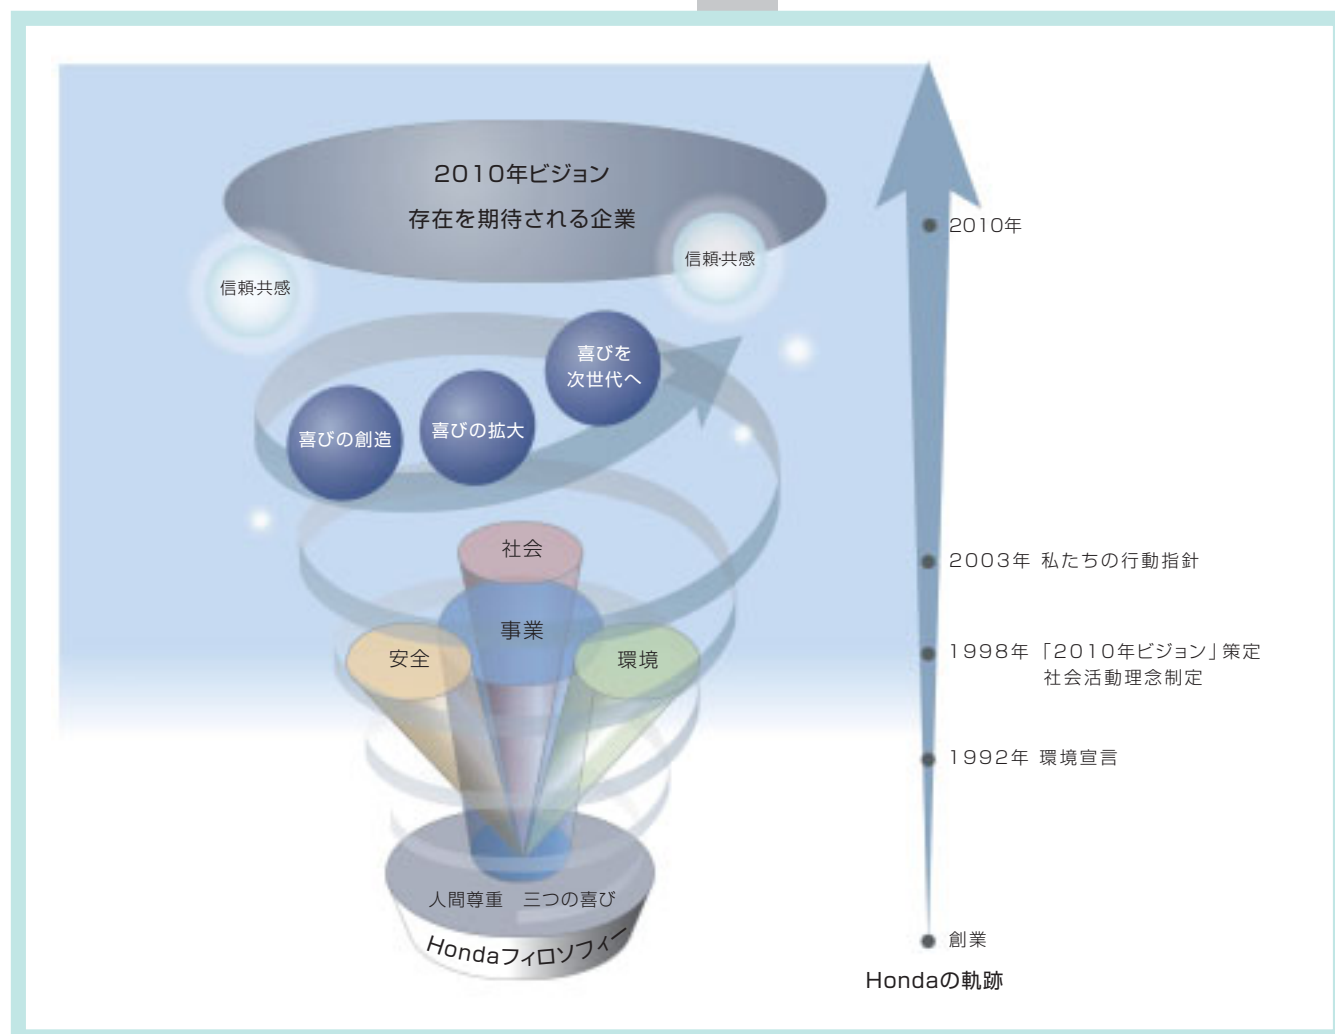 2010年ビジョン
存在を期待される企業
信頼・共感
信頼・共感
喜びを
次世代へ
喜びの拡大
喜びの創造
社会
事業
安全
環境
人間尊重　三つの喜び
Hondaフィロソフィー
2010年
2003年 私たちの行動指針
1998年「2010年ビジョン」策定
社会活動理念制定
1992年 環境宣言
創業
Hondaの軌跡